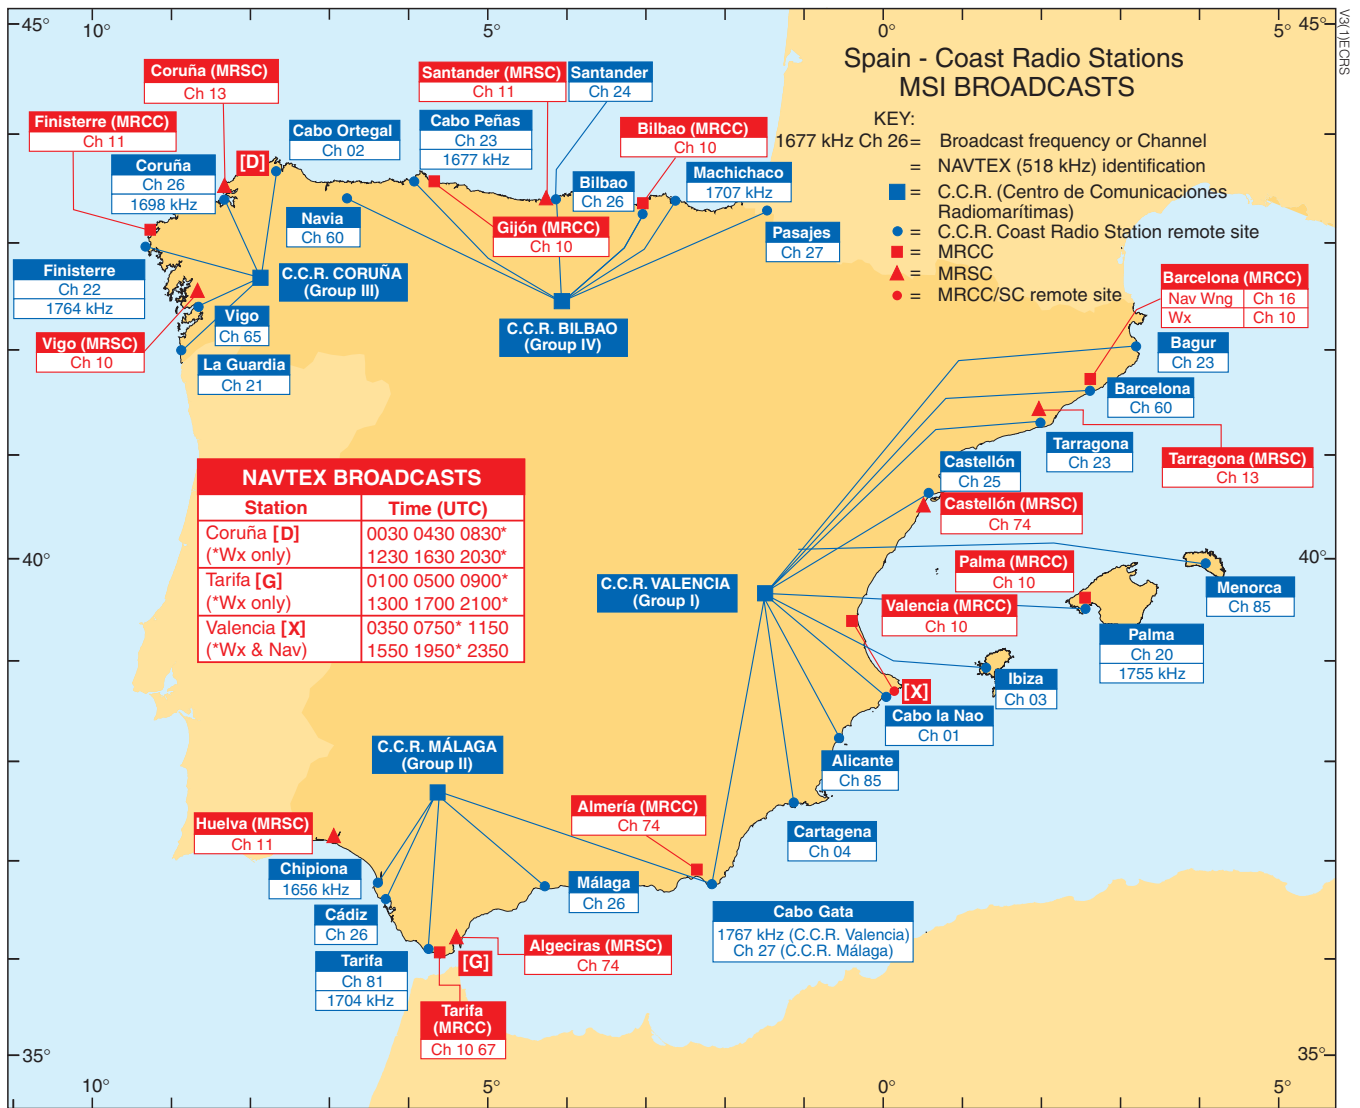 45°
10°
5°
0°
45°
5°
V3(1)ECRS
Spain - Coast Radio Stations
MSI BROADCASTS
KEY:
1677 kHz Ch 26 = Broadcast frequency or Channel
= NAVTEX (518 kHz) identification
= C.C.R. (Centro de Comunicaciones
Radiomarítimas)
= C.C.R. Coast Radio Station remote site
= MRCC
= MRSC
= MRCC/SC remote site
Coruña (MRSC)
Ch 13
Finisterre (MRCC)
Ch 11
Coruña
Ch 26
1698 kHz
[D]
Cabo Ortegal
Ch 02
Santander (MRSC)
Ch 11
Santander
Ch 24
Cabo Peñas
Ch 23
1677 kHz
Bilbao (MRCC)
Ch 10
Bilbao
Ch 26
Machichaco
1707 kHz
Navia
Ch 60
Gijón (MRCC)
Ch 10
Pasajes
Ch 27
Finisterre
Ch 22
1764 kHz
C.C.R. CORUÑA
(Group III)
C.C.R. BILBAO
(Group IV)
Vigo
Ch 65
Vigo (MRSC)
Ch 10
La Guardia
Ch 21
Barcelona (MRCC)
Nav Wng Ch 16
Wx Ch 10
Bagur
Ch 23
Barcelona
Ch 60
Tarragona
Ch 23
Tarragona (MRSC)
Ch 13
Castellón
Ch 25
Castellón (MRSC)
Ch 74
NAVTEX BROADCASTS
Station Time (UTC)
Coruña [D] 0030 0430 0830*
(*Wx only) 1230 1630 2030*
Tarifa [G] 0100 0500 0900*
(*Wx only) 1300 1700 2100*
Valencia [X] 0350 0750* 1150
(*Wx & Nav) 1550 1950* 2350
40°
40°
C.C.R. VALENCIA
(Group I)
Palma (MRCC)
Ch 10
Menorca
Ch 85
Valencia (MRCC)
Ch 10
Palma
Ch 20
1755 kHz
Ibiza
Ch 03
[X]
Cabo la Nao
Ch 01
Alicante
Ch 85
Cartagena
Ch 04
C.C.R. MÁLAGA
(Group II)
Almería (MRCC)
Ch 74
Huelva (MRSC)
Ch 11
Chipiona
1656 kHz
Cádiz
Ch 26
Málaga
Ch 26
Cabo Gata
1767 kHz (C.C.R. Valencia)
Ch 27 (C.C.R. Málaga)
Tarifa
Ch 81
1704 kHz
[G]
Algeciras (MRSC)
Ch 74
Tarifa
(MRCC)
Ch 10 67
35°
35°
10°
5°
0°
5°